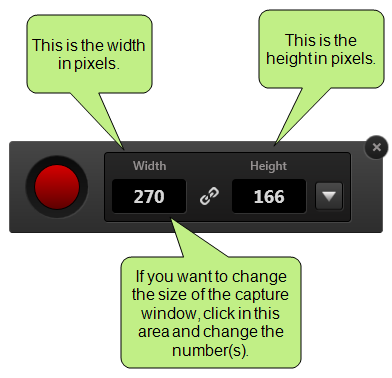 This is the width
in pixels.
This is the
height in pixels.
Width
Height
270
166
If you want to change
the size of the capture
window, click in this
area and change the
number(s).